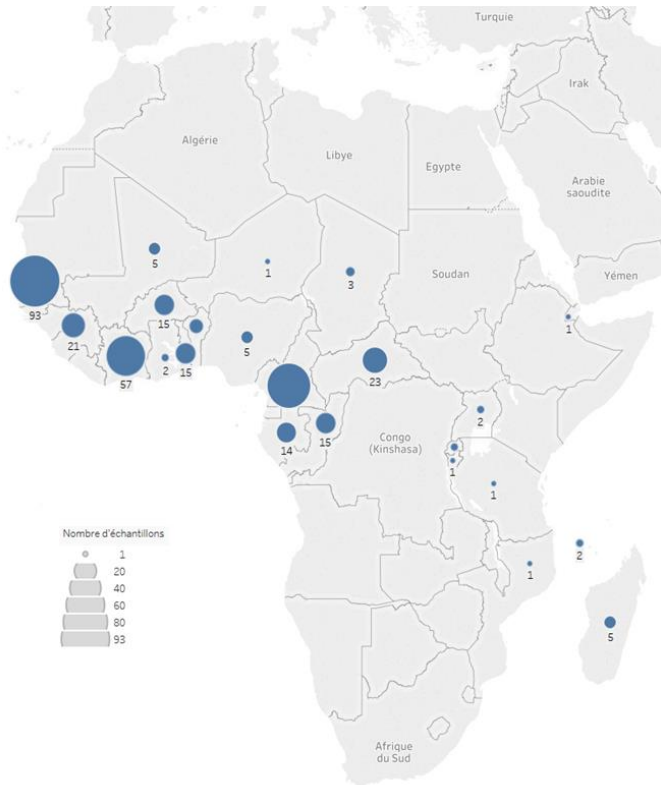 Turquie
Irak
Algérie
Libye
Egypte
Arabie
saoudite
Soudan
Yémen
5
1
3
93
15
1
21
5
57
2
15
23
2
14
15
Congo
(Kinshasa)
1
1
2
1
5
Nombre d'échantillons
1
20
40
60
80
93
Afrique
du Sud